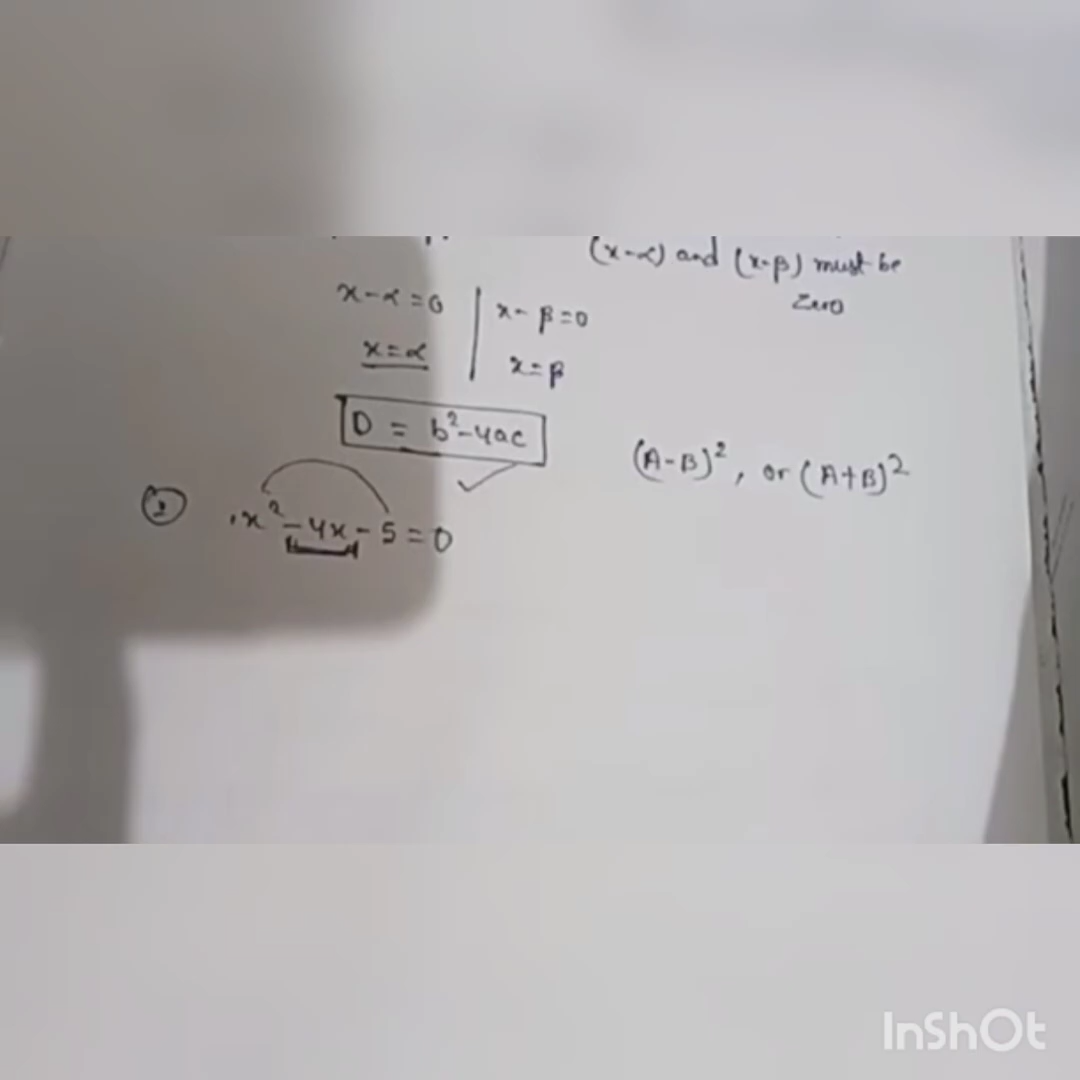 (x-α) and (x-β) must be
zero
x-α=0 | x-β=0
x=α | x=β
D = b²-4ac
(A-B)², or (A+B)²
② x²-4x-5=0
InShOt